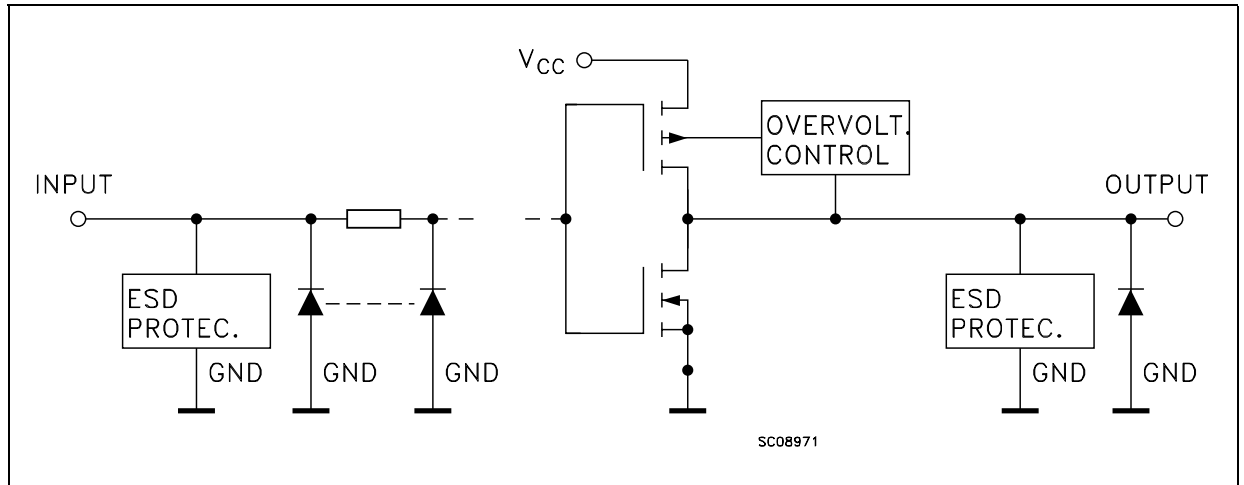 VCC
OVERVOLT.
CONTROL
INPUT
OUTPUT
ESD
PROTEC.
ESD
PROTEC.
GND
GND
GND
GND
GND
SC08971